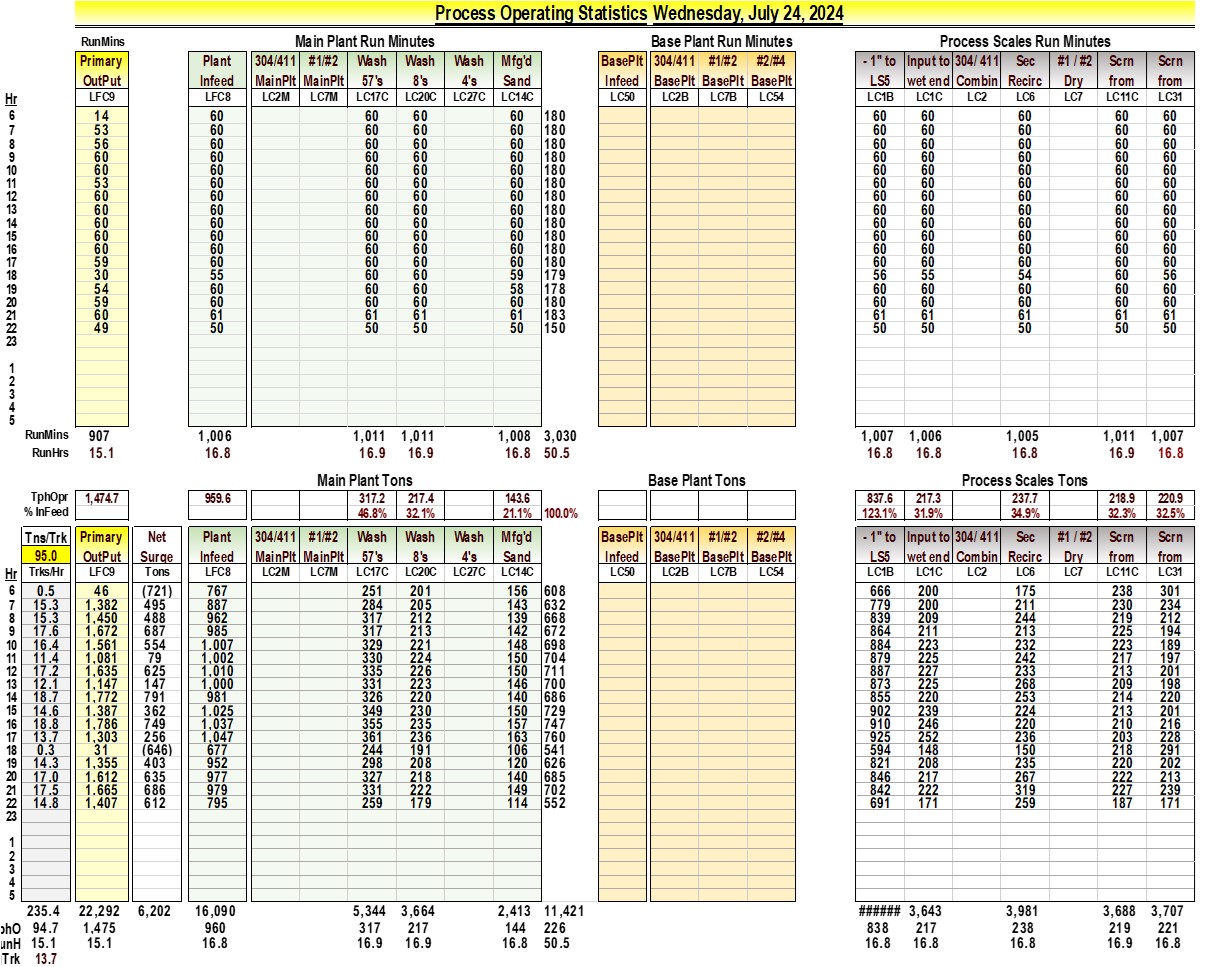 Process Operating Statistics Wednesday, July 24, 2024
RunMins Main Plant Run Minutes Base Plant Run Minutes Process Scales Run Minutes
Primary Plant 304/411 #1/#2 Wash Wash Wash Mfg'd BasePlt 304/411 #1/#2 #2/#4 - 1" to Input to 304/ 411 Sec #1 / #2 Scrn Scrn
OutPut Infeed MainPlt MainPlt 57's 8's 4's Sand Infeed BasePlt BasePlt BasePlt LS5 wet end Combin Recirc Dry from from
Hr LFC9 LFC8 LC2M LC7M LC17C LC20C LC27C LC14C LC50 LC2B LC7B LC54 LC1B LC1C LC2 LC6 LC7 LC11C LC31
6 14 60 60 60 60 180 60 60 60 60 60
7 53 60 60 60 60 180 60 60 60 60 60
8 56 60 60 60 60 180 60 60 60 60 60
9 60 60 60 60 60 180 60 60 60 60 60
10 60 60 60 60 60 180 60 60 60 60 60
11 53 60 60 60 60 180 60 60 60 60 60
12 60 60 60 60 60 180 60 60 60 60 60
13 60 60 60 60 60 180 60 60 60 60 60
14 60 60 60 60 60 180 60 60 60 60 60
15 60 60 60 60 60 180 60 60 60 60 60
16 60 60 60 60 60 180 60 60 60 60 60
17 59 60 60 60 60 180 60 60 60 60 60
18 30 55 60 60 59 179 56 55 54 60 56
19 54 60 60 60 58 178 60 60 60 60 60
20 59 60 60 60 60 180 60 60 60 60 60
21 60 61 61 61 61 183 61 61 61 61 61
22 49 50 50 50 50 150 50 50 50 50 50
23
1
2
3
4
5
RunMins 907 1,006 1,011 1,011 1,008 3,030 1,007 1,006 1,005 1,011 1,007
RunHrs 15.1 16.8 16.9 16.9 16.8 50.5 16.8 16.8 16.8 16.9 16.8
Main Plant Tons Base Plant Tons Process Scales Tons
TphOpr 1,474.7 959.6 317.2 217.4 143.6 837.6 217.3 237.7 218.9 220.9
% InFeed 46.8% 32.1% 21.1% 100.0% 123.1% 31.9% 34.9% 32.3% 32.5%
Tns/Trk Primary Net Plant 304/411 #1/#2 Wash Wash Wash Mfg'd BasePlt 304/411 #1/#2 #2/#4 - 1" to Input to 304/ 411 Sec #1 / #2 Scrn Scrn
95.0 OutPut Surge Infeed MainPlt MainPlt 57's 8's 4's Sand Infeed BasePlt BasePlt BasePlt LS5 wet end Combin Recirc Dry from from
Hr Trks/Hr LFC9 Tons LFC8 LC2M LC7M LC17C LC20C LC27C LC14C LC50 LC2B LC7B LC54 LC1B LC1C LC2 LC6 LC7 LC11C LC31
6 0.5 46 (721) 767 251 201 156 608 666 200 175 238 301
7 15.3 1,382 495 887 284 205 143 632 779 200 211 230 234
8 15.3 1,450 488 962 317 212 139 668 839 209 244 219 212
9 17.6 1,672 687 985 317 213 142 672 864 211 213 225 194
10 16.4 1,561 554 1,007 329 221 148 698 884 223 232 223 189
11 11.4 1,081 79 1,002 330 224 150 704 879 225 242 217 197
12 17.2 1,635 625 1,010 335 226 150 711 887 227 233 213 201
13 12.1 1,147 147 1,000 331 223 146 700 873 225 268 209 198
14 18.7 1,772 791 981 326 220 140 686 855 220 253 214 220
15 14.6 1,387 362 1,025 349 230 150 729 902 239 224 213 201
16 18.8 1,786 749 1,037 355 235 157 747 910 246 220 210 216
17 13.7 1,303 256 1,047 361 236 163 760 925 252 236 203 228
18 0.3 31 (646) 677 244 191 106 541 594 148 150 218 291
19 14.3 1,355 403 952 298 208 120 626 821 208 235 220 202
20 17.0 1,612 635 977 327 218 140 685 846 217 267 222 213
21 17.5 1,665 686 979 331 222 149 702 842 222 319 227 239
22 14.8 1,407 612 795 259 179 114 552 691 171 259 187 171
23
1
2
3
4
5
235.4 22,292 6,202 16,090 5,344 3,664 2,413 11,421 ###### 3,643 3,981 3,688 3,707
phO 94.7 1,475 960 317 217 144 226 838 217 238 219 221
unH 15.1 15.1 16.8 16.9 16.9 16.8 50.5 16.8 16.8 16.8 16.9 16.8
Trk 13.7